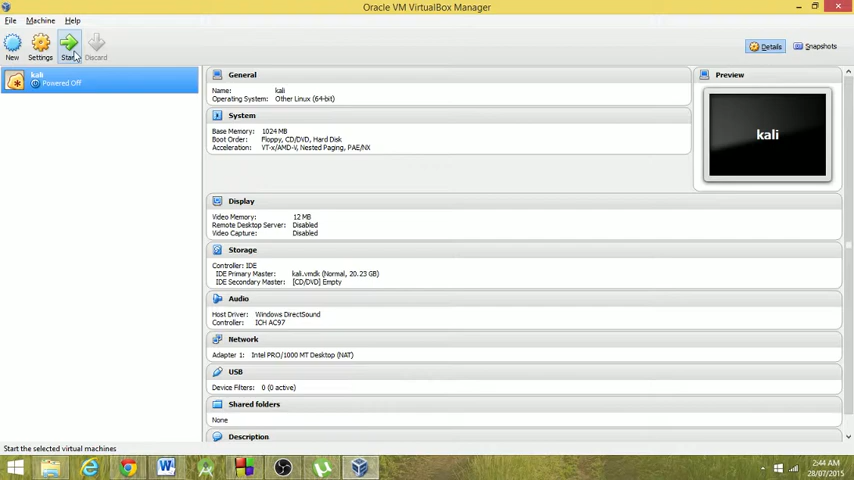 Oracle VM VirtualBox Manager
File Machine Help
New Settings Start Discard
Details Snapshots
kali
Powered Off
General
Name: kali
Operating System: Other Linux (64-bit)
System
Base Memory: 1024 MB
Boot Order: Floppy, CD/DVD, Hard Disk
Acceleration: VT-x/AMD-V, Nested Paging, PAE/NX
Preview
kali
Display
Video Memory: 12 MB
Remote Desktop Server: Disabled
Video Capture: Disabled
Storage
Controller: IDE
IDE Primary Master: kali.vmdk (Normal, 20.23 GB)
IDE Secondary Master: [CD/DVD] Empty
Audio
Host Driver: Windows DirectSound
Controller: ICH AC97
Network
Adapter 1: Intel PRO/1000 MT Desktop (NAT)
USB
Device Filters: 0 (0 active)
Shared folders
None
Description
Start the selected virtual machines
2:44 AM
28/07/2015